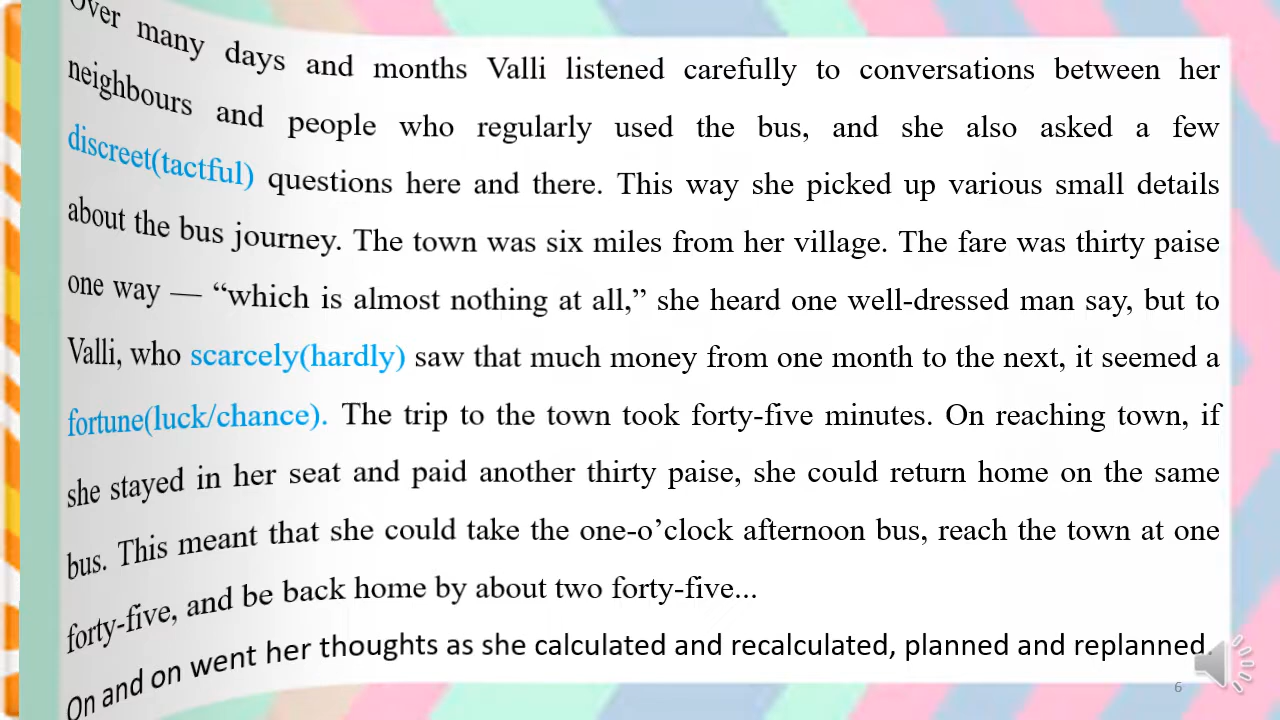 Over many days and months Valli listened carefully to conversations between her
neighbours and people who regularly used the bus, and she also asked a few
discreet(tactful) questions here and there. This way she picked up various small details
about the bus journey. The town was six miles from her village. The fare was thirty paise
one way — “which is almost nothing at all,” she heard one well-dressed man say, but to
Valli, who scarcely(hardly) saw that much money from one month to the next, it seemed a
fortune(luck/chance). The trip to the town took forty-five minutes. On reaching town, if
she stayed in her seat and paid another thirty paise, she could return home on the same
bus. This meant that she could take the one-o’clock afternoon bus, reach the town at one
forty-five, and be back home by about two forty-five...
On and on went her thoughts as she calculated and recalculated, planned and replanned.
6